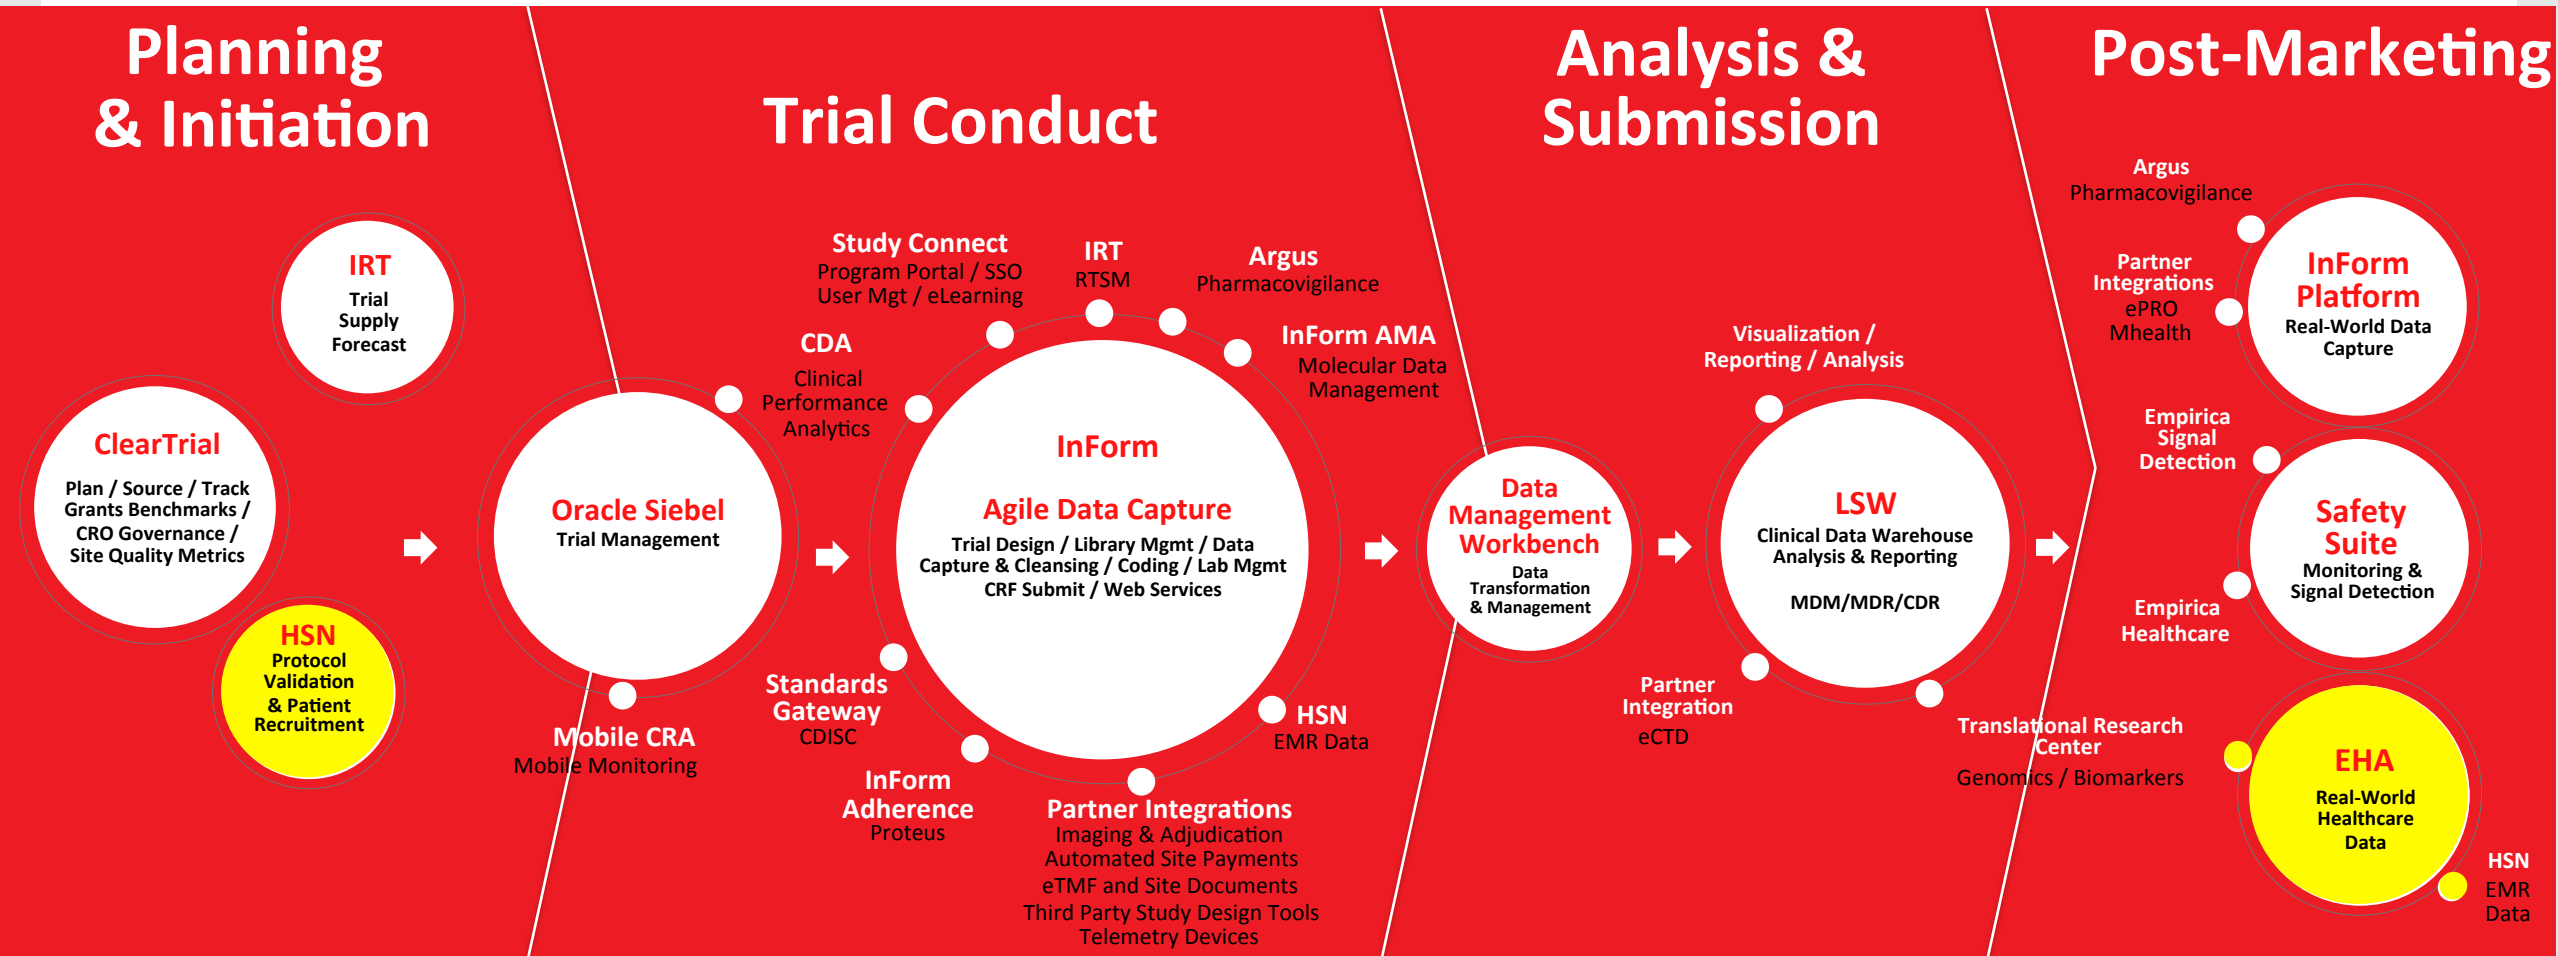 Planning
& Initiation
Trial Conduct
Analysis &
Submission
Post-Marketing
IRT
Trial
Supply
Forecast
ClearTrial
Plan / Source / Track
Grants Benchmarks /
CRO Governance /
Site Quality Metrics
HSN
Protocol
Validation
& Patient
Recruitment
Oracle Siebel
Trial Management
Mobile CRA
Mobile Monitoring
Study Connect
Program Portal / SSO
User Mgt / eLearning
CDA
Clinical
Performance
Analytics
IRT
RTSM
Argus
Pharmacovigilance
InForm AMA
Molecular Data
Management
InForm
Agile Data Capture
Trial Design / Library Mgmt / Data
Capture & Cleansing / Coding / Lab Mgmt
CRF Submit / Web Services
Standards
Gateway
CDISC
InForm
Adherence
Proteus
Partner Integrations
Imaging & Adjudication
Automated Site Payments
eTMF and Site Documents
Third Party Study Design Tools
Telemetry Devices
HSN
EMR Data
Data
Management
Workbench
Data
Transformation
& Management
Visualization /
Reporting / Analysis
LSW
Clinical Data Warehouse
Analysis & Reporting
MDM/MDR/CDR
Partner
Integration
eCTD
Translational Research
Center
Genomics / Biomarkers
Argus
Pharmacovigilance
Partner
Integrations
ePRO
Mhealth
InForm
Platform
Real-World Data
Capture
Empirica
Signal
Detection
Safety
Suite
Monitoring &
Signal Detection
Empirica
Healthcare
EHA
Real-World
Healthcare
Data
HSN
EMR
Data